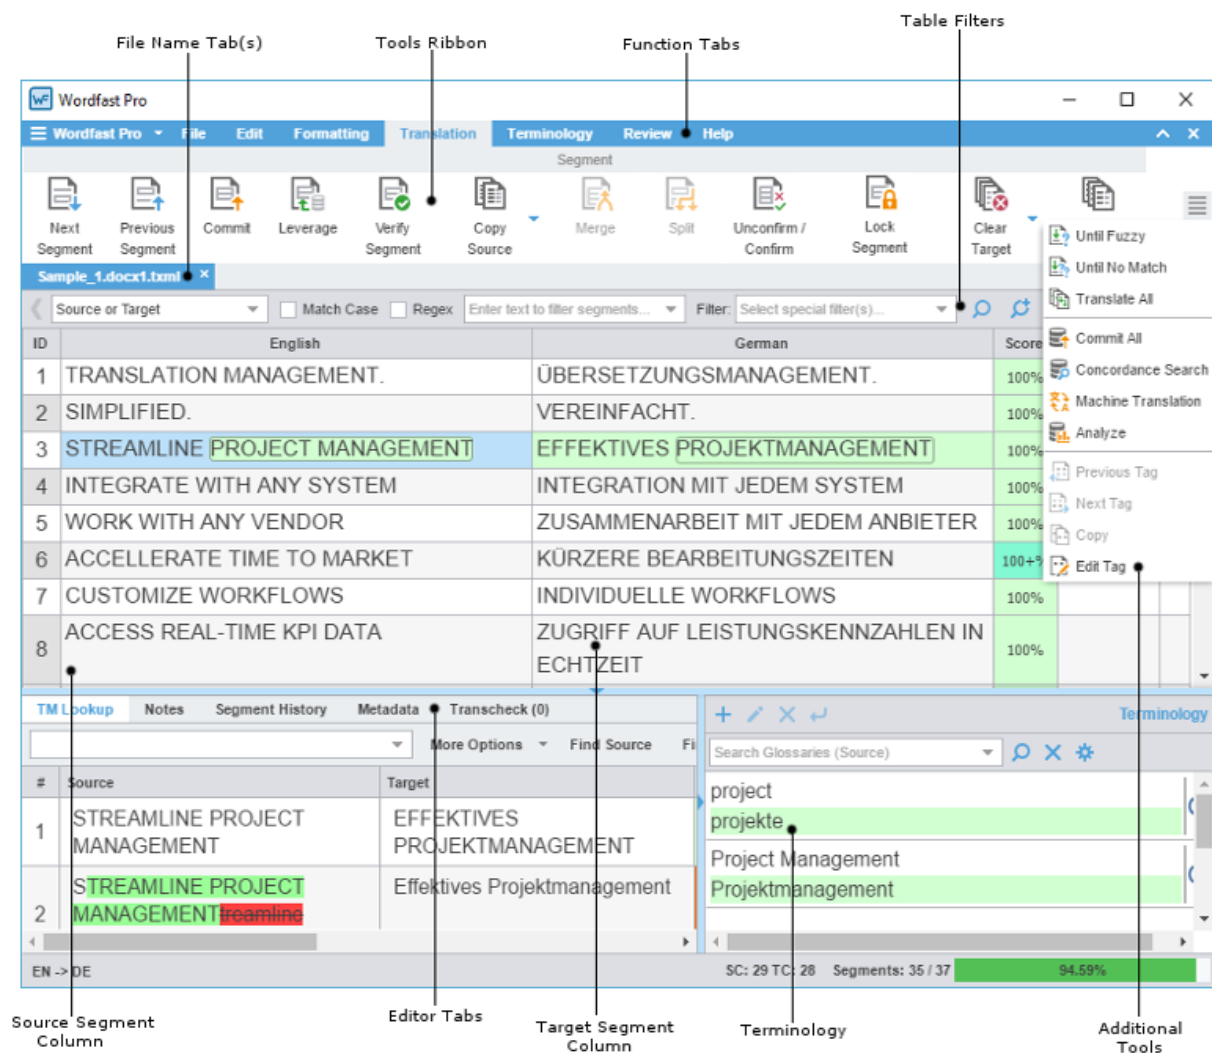 Table Filters
File Name Tab(s)
Tools Ribbon
Function Tabs
WF Wordfast Pro
Wordfast Pro File Edit Formatting Translation Terminology Review Help
Segment
Next Segment
Previous Segment
Commit
Leverage
Verify Segment
Copy Source
Merge
Split
Unconfirm / Confirm
Lock Segment
Clear Target
Sample_1.docx1.txml ×
Source or Target Match Case Regex Enter text to filter segments... Filter: Select special filter(s)...
Until Fuzzy
Until No Match
Translate All
Commit All
Concordance Search
Machine Translation
Analyze
Previous Tag
Next Tag
Copy
Edit Tag
ID English German Score
1 TRANSLATION MANAGEMENT. ÜBERSETZUNGSMANAGEMENT. 100%
2 SIMPLIFIED. VEREINFACHT. 100%
3 STREAMLINE PROJECT MANAGEMENT EFFEKTIVES PROJEKTMANAGEMENT 100%
4 INTEGRATE WITH ANY SYSTEM INTEGRATION MIT JEDEM SYSTEM 100%
5 WORK WITH ANY VENDOR ZUSAMMENARBEIT MIT JEDEM ANBIETER 100%
6 ACCELLERATE TIME TO MARKET KÜRZERE BEARBEITUNGSZEITEN 100+%
7 CUSTOMIZE WORKFLOWS INDIVIDUELLE WORKFLOWS 100%
8 ACCESS REAL-TIME KPI DATA ZUGRIFF AUF LEISTUNGSKENNZAHLEN IN 100%
ECHTZEIT
TM Lookup Notes Segment History Metadata Transcheck (0)
More Options Find Source Fi
# Source Target
1 STREAMLINE PROJECT EFFEKTIVES
MANAGEMENT PROJEKTMANAGEMENT
2 STREAMLINE PROJECT Effektives Projektmanagement
MANAGEMENTtreamline
Terminology
Search Glossaries (Source)
project
projekte
Project Management
Projektmanagement
EN -> DE SC: 29 TC: 28 Segments: 35 / 37 94.59%
Source Segment Column
Editor Tabs
Target Segment Column
Terminology
Additional Tools